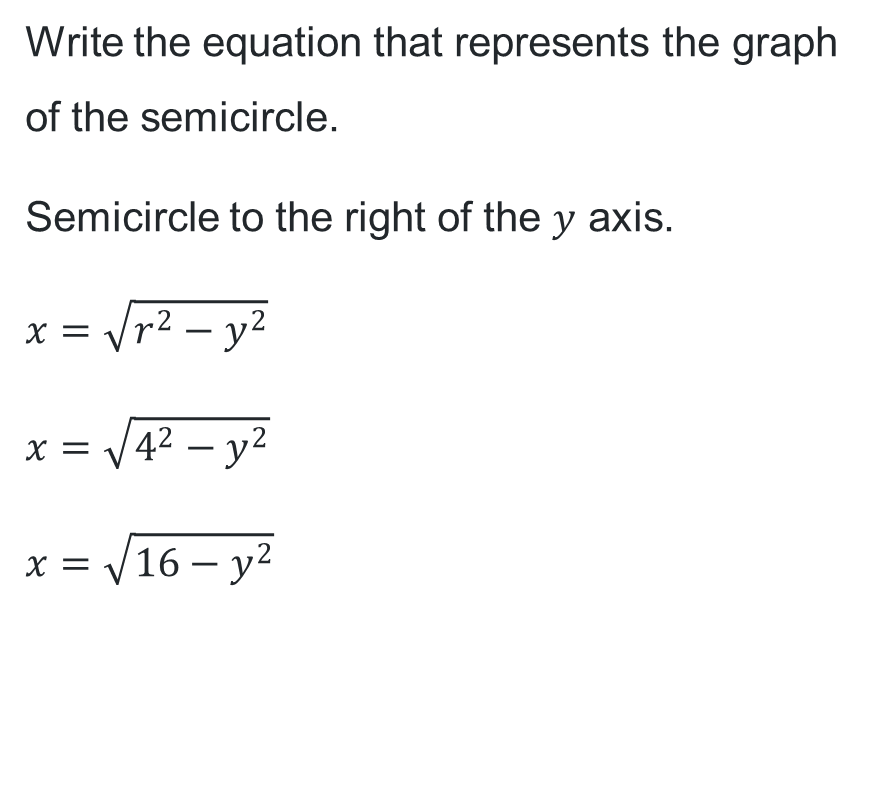 Write the equation that represents the graph
of the semicircle.
Semicircle to the right of the y axis.
x = √(r² − y²)
x = √(4² − y²)
x = √(16 − y²)